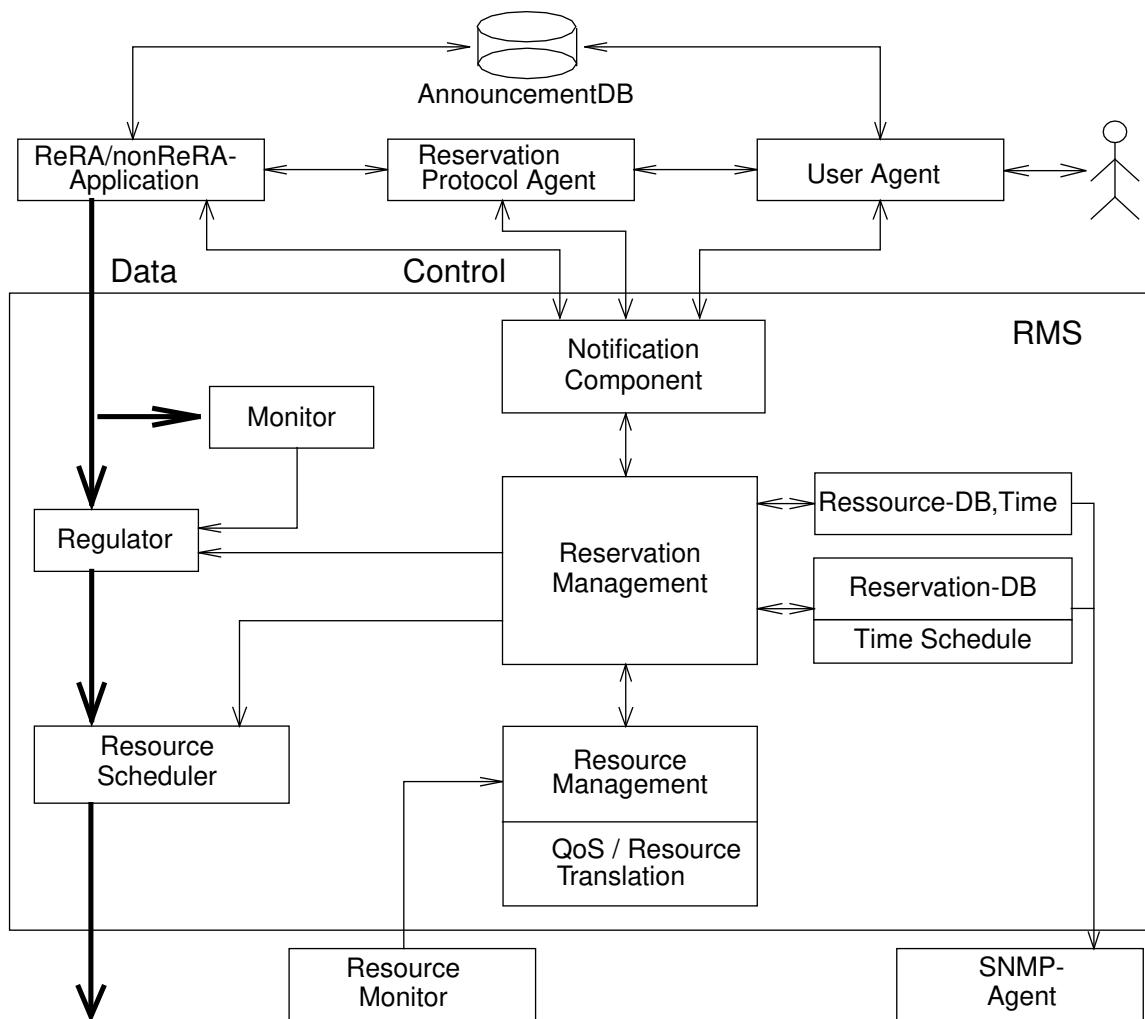 AnnouncementDB
ReRA/nonReRA-
Application
Reservation
Protocol Agent
User Agent
Data
Control
RMS
Notification
Component
Monitor
Ressource-DB,Time
Regulator
Reservation
Management
Reservation-DB
Time Schedule
Resource
Scheduler
Resource
Management
QoS / Resource
Translation
Resource
Monitor
SNMP-
Agent